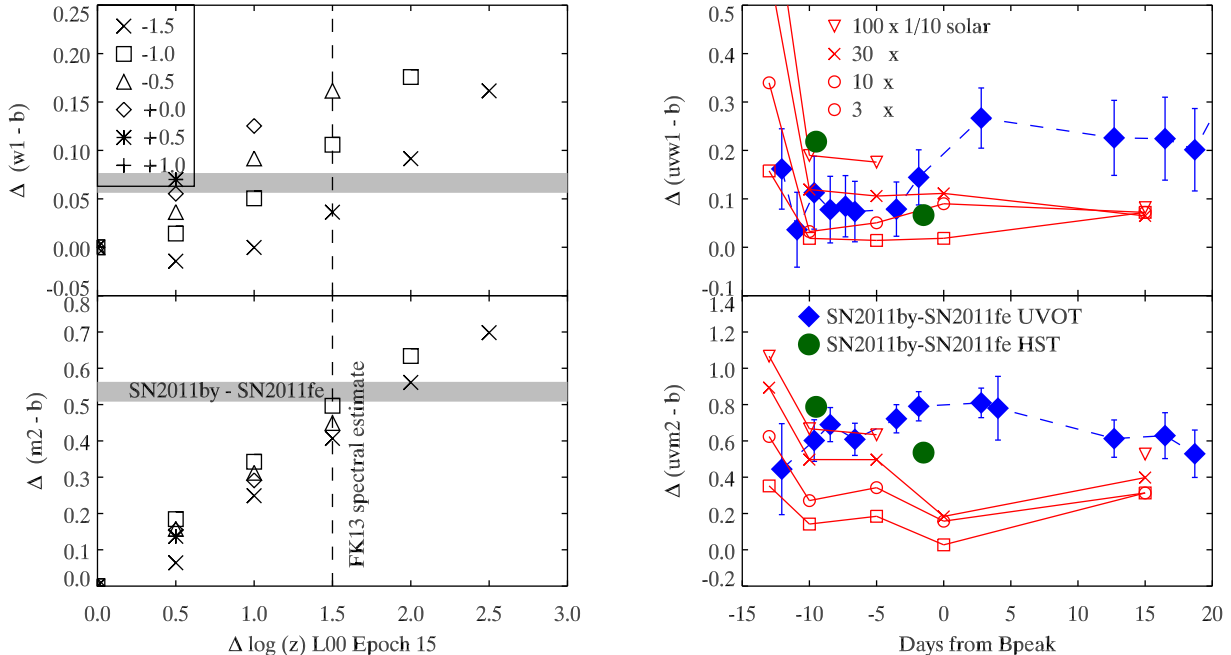 0.25
0.20
0.15
0.10
0.05
0.00
-0.05
Δ (w1 - b)
-1.5
-1.0
-0.5
+0.0
+0.5
+1.0
0.8
0.7
0.6
0.5
0.4
0.3
0.2
0.1
0.0
Δ (m2 - b)
SN2011by - SN2011fe
FK13 spectral estimate
0.0 0.5 1.0 1.5 2.0 2.5 3.0
Δ log (z) L00 Epoch 15
0.5
0.4
0.3
0.2
0.1
0.0
-0.1
Δ (uvw1 - b)
100 x 1/10 solar
30 x
10 x
3 x
1.4
1.2
1.0
0.8
0.6
0.4
0.2
0.0
-0.2
Δ (uvm2 - b)
SN2011by-SN2011fe UVOT
SN2011by-SN2011fe HST
-15 -10 -5 0 5 10 15 20
Days from Bpeak